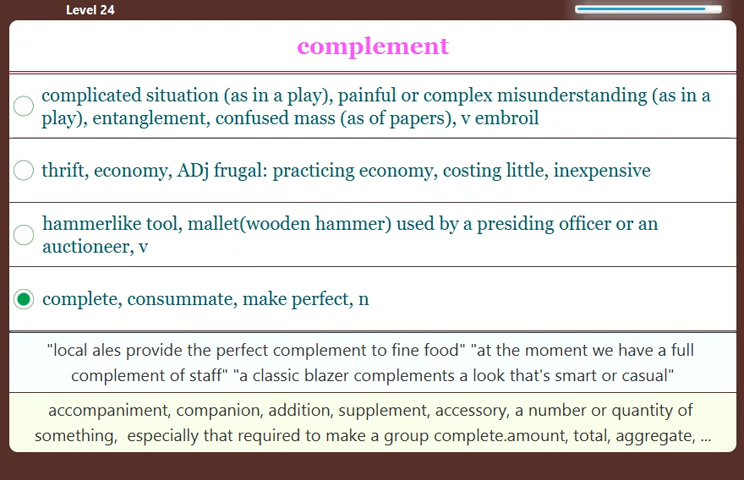 Level 24
complement
complicated situation (as in a play), painful or complex misunderstanding (as in a
play), entanglement, confused mass (as of papers), v embroil
thrift, economy, ADj frugal: practicing economy, costing little, inexpensive
hammerlike tool, mallet(wooden hammer) used by a presiding officer or an
auctioneer, v
complete, consummate, make perfect, n
"local ales provide the perfect complement to fine food" "at the moment we have a full
complement of staff" "a classic blazer complements a look that's smart or casual"
accompaniment, companion, addition, supplement, accessory, a number or quantity of
something,  especially that required to make a group complete.amount, total, aggregate, ...